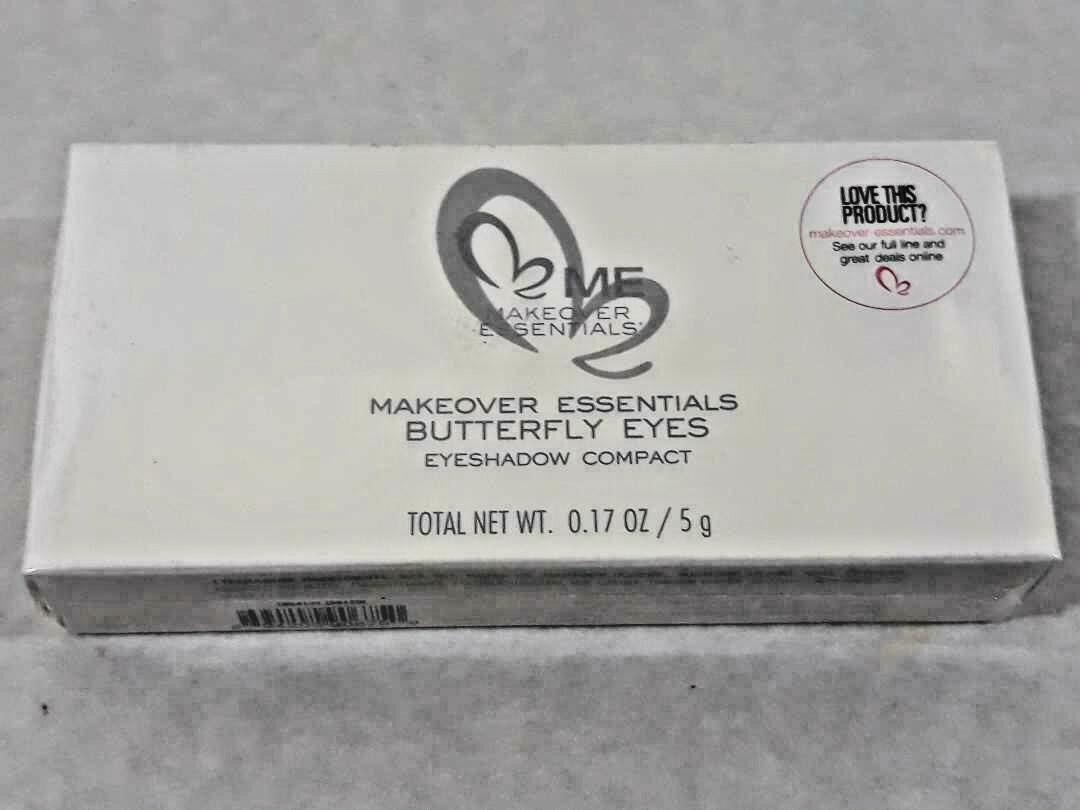 ME
MAKEOVER
ESSENTIALS
MAKEOVER ESSENTIALS
BUTTERFLY EYES
EYESHADOW COMPACT
TOTAL NET WT. 0.17 OZ / 5 g
LOVE THIS
PRODUCT?
makeover-essentials.com
See our full line and
great deals online